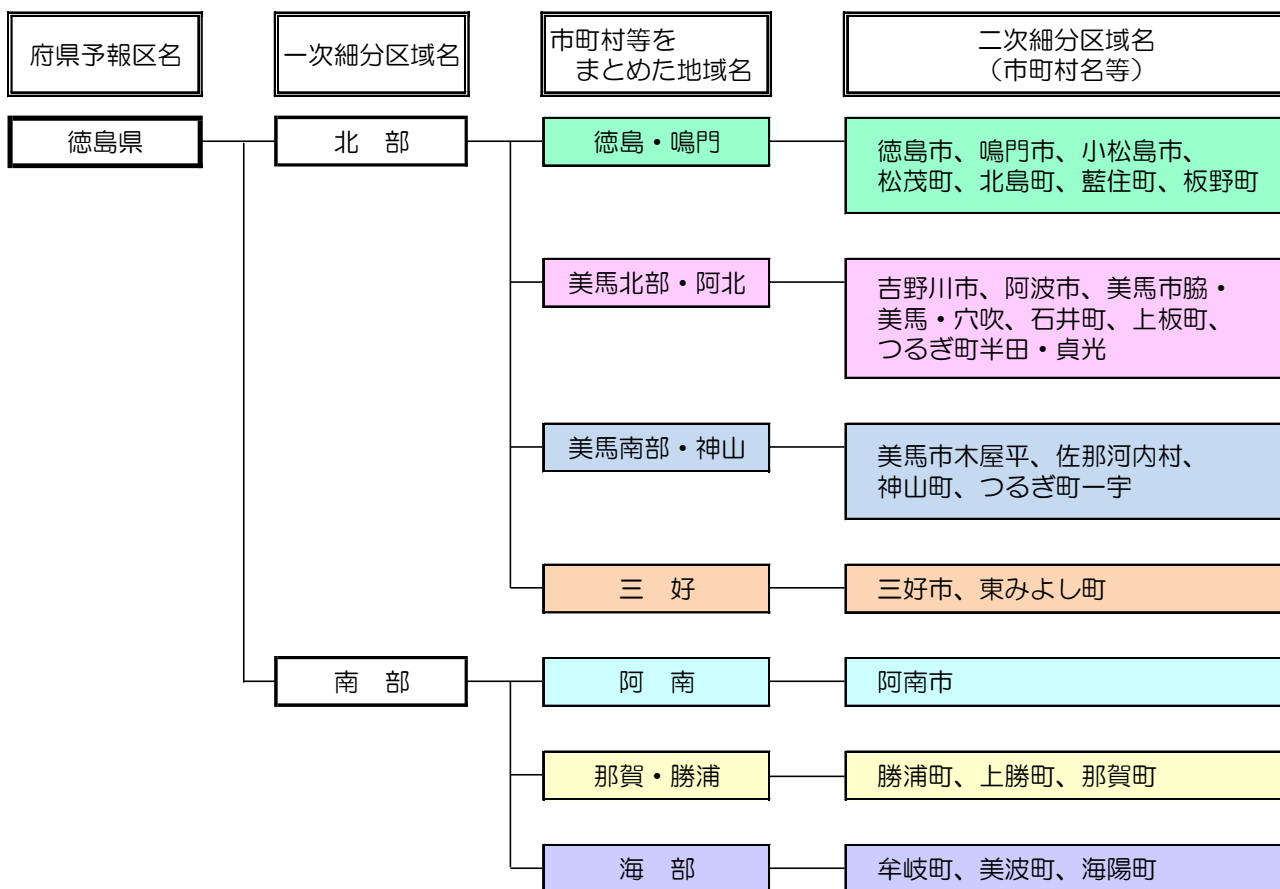 府県予報区名
一次細分区域名
市町村等を
まとめた地域名
二次細分区域名
（市町村名等）
徳島県
北　部
徳島・鳴門
徳島市、鳴門市、小松島市、
松茂町、北島町、藍住町、板野町
美馬北部・阿北
吉野川市、阿波市、美馬市脇・
美馬・穴吹、石井町、上板町、
つるぎ町半田・貞光
美馬南部・神山
美馬市木屋平、佐那河内村、
神山町、つるぎ町一宇
三　好
三好市、東みよし町
南　部
阿　南
阿南市
那賀・勝浦
勝浦町、上勝町、那賀町
海　部
牟岐町、美波町、海陽町